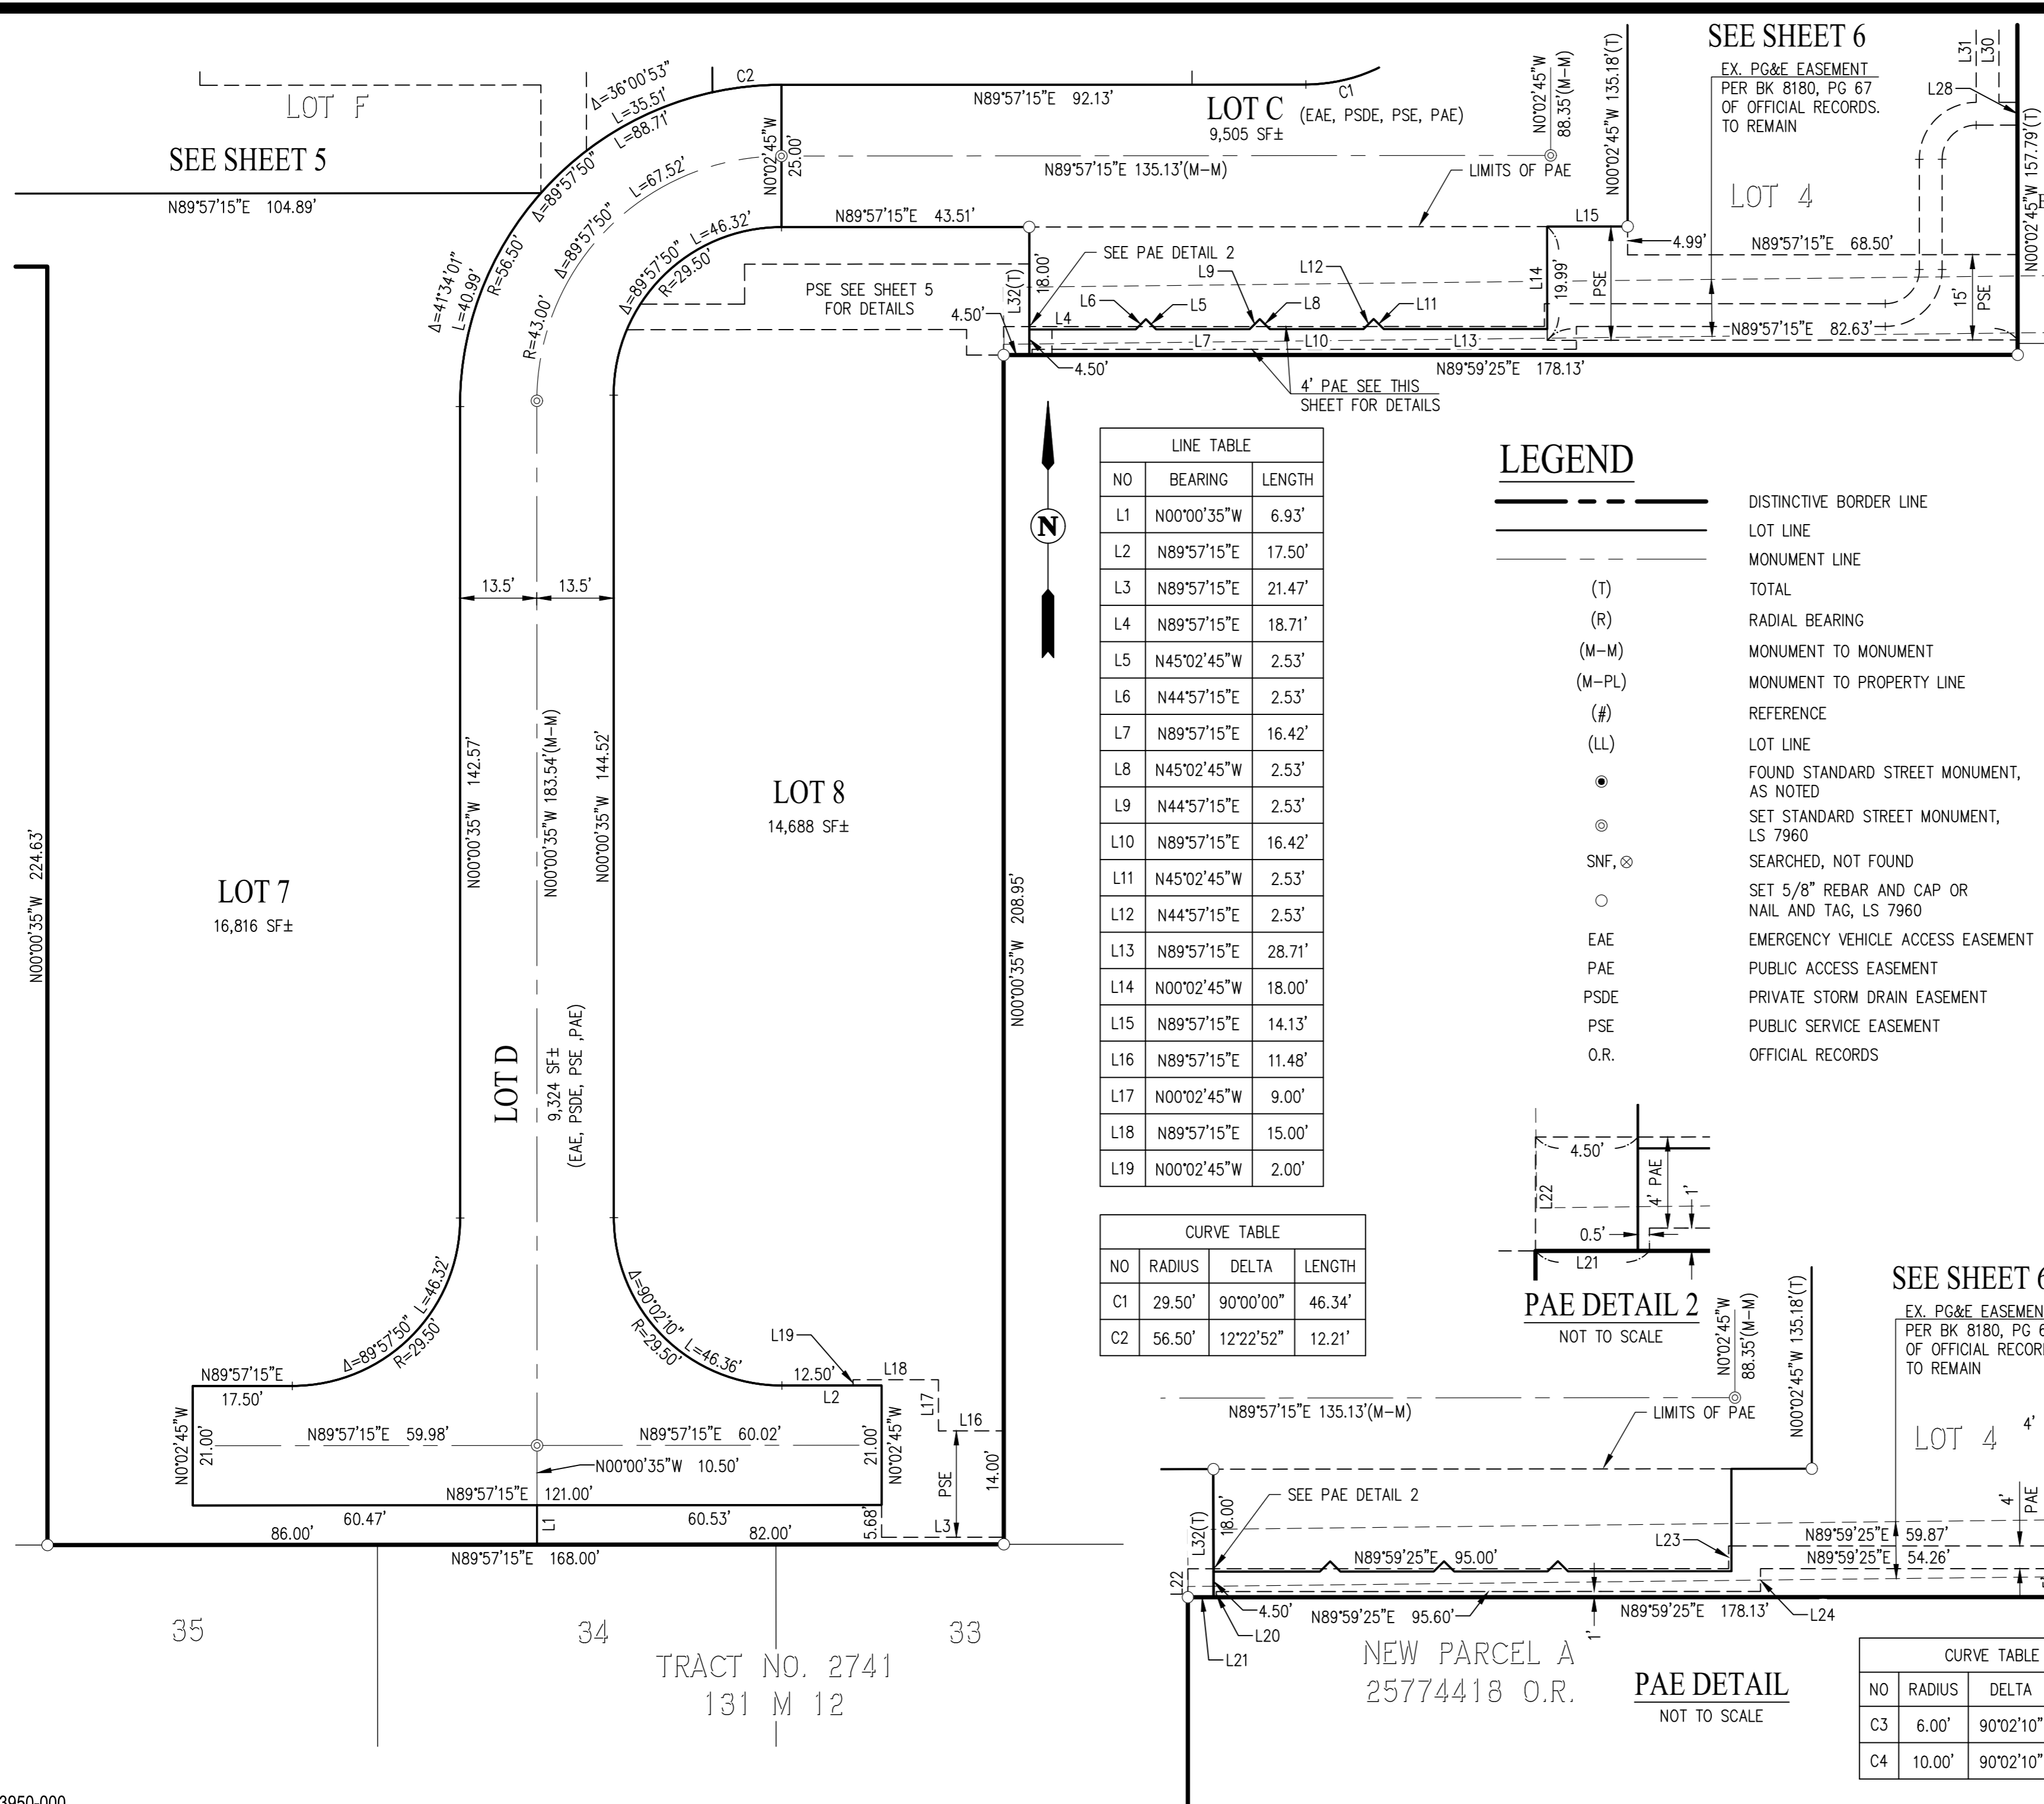 SEE SHEET 6
EX. PG&E EASEMENT
PER BK 8180, PG 67
OF OFFICIAL RECORDS.
TO REMAIN
LOT 4
L31
L30
L28
N00°02'45"W 157.79'(T)
LOT F
SEE SHEET 5
N89°57'15"E 104.89'
C2
Δ=36°00'53"
L=35.51'
L=88.71'
Δ=89°57'50"
R=56.50'
Δ=41°34'01"
L=40.99'
L=67.52'
Δ=89°57'50"
R=43.00'
L=46.32'
Δ=89°57'50"
R=29.50'
N0°02'45"W
25.00'
N89°57'15"E 92.13'
C1
LOT C (EAE, PSDE, PSE, PAE)
9,505 SF±
N0°02'45"W
88.35'(M-M)
N00°02'45"W 135.18'(T)
N89°57'15"E 135.13'(M-M)
LIMITS OF PAE
N89°57'15"E 43.51'
L15
4.99'
N89°57'15"E 68.50'
PSE SEE SHEET 5
FOR DETAILS
SEE PAE DETAIL 2
L32(T)
18.00'
4.50'
L6
L5
L9
L8
L12
L11
L14
19.99'
PSE
15'
PSE
L4
L7
L10
L13
N89°57'15"E 82.63'
4.50'
N89°59'25"E 178.13'
4' PAE SEE THIS
SHEET FOR DETAILS
N
LINE TABLE
NO BEARING LENGTH
L1 N00°00'35"W 6.93'
L2 N89°57'15"E 17.50'
L3 N89°57'15"E 21.47'
L4 N89°57'15"E 18.71'
L5 N45°02'45"W 2.53'
L6 N44°57'15"E 2.53'
L7 N89°57'15"E 16.42'
L8 N45°02'45"W 2.53'
L9 N44°57'15"E 2.53'
L10 N89°57'15"E 16.42'
L11 N45°02'45"W 2.53'
L12 N44°57'15"E 2.53'
L13 N89°57'15"E 28.71'
L14 N00°02'45"W 18.00'
L15 N89°57'15"E 14.13'
L16 N89°57'15"E 11.48'
L17 N00°02'45"W 9.00'
L18 N89°57'15"E 15.00'
L19 N00°02'45"W 2.00'
CURVE TABLE
NO RADIUS DELTA LENGTH
C1 29.50' 90°00'00" 46.34'
C2 56.50' 12°22'52" 12.21'
LEGEND
DISTINCTIVE BORDER LINE
LOT LINE
MONUMENT LINE
(T) TOTAL
(R) RADIAL BEARING
(M-M) MONUMENT TO MONUMENT
(M-PL) MONUMENT TO PROPERTY LINE
(#) REFERENCE
(LL) LOT LINE
FOUND STANDARD STREET MONUMENT,
AS NOTED
SET STANDARD STREET MONUMENT,
LS 7960
SNF, ⊗ SEARCHED, NOT FOUND
SET 5/8" REBAR AND CAP OR
NAIL AND TAG, LS 7960
EAE EMERGENCY VEHICLE ACCESS EASEMENT
PAE PUBLIC ACCESS EASEMENT
PSDE PRIVATE STORM DRAIN EASEMENT
PSE PUBLIC SERVICE EASEMENT
O.R. OFFICIAL RECORDS
13.5'
13.5'
N00°00'35"W 224.63'
LOT 7
16,816 SF±
N00°00'35"W 142.57'
N00°00'35"W 183.54'(M-M)
N00°00'35"W 144.52'
LOT 8
14,688 SF±
N00°00'35"W 208.95'
LOT D
9,324 SF±
(EAE, PSDE, PSE ,PAE)
Δ=89°57'50" L=46.32'
R=29.50'
Δ=90°02'10" L=46.36'
R=29.50'
N89°57'15"E
17.50'
N0°02'45"W
21.00'
L19
12.50'
L2
L18
L17
L16
21.00'
N0°02'45"W
N89°57'15"E 59.98'
N89°57'15"E 60.02'
N00°00'35"W 10.50'
N89°57'15"E 121.00'
PSE
14.00'
5.68'
L3
60.47'
L1
60.53'
86.00'
82.00'
N89°57'15"E 168.00'
35
34
33
TRACT NO. 2741
131 M 12
4.50'
L22
4' PAE
1'
0.5'
L21
PAE DETAIL 2
NOT TO SCALE
N0°02'45"W
88.35'(M-M)
N00°02'45"W 135.18'(T)
SEE SHEET 6
EX. PG&E EASEMEN
PER BK 8180, PG 6
OF OFFICIAL RECOR
TO REMAIN
LOT 4
4'
N89°57'15"E 135.13'(M-M)
LIMITS OF PAE
SEE PAE DETAIL 2
L32(T)
18.00'
L22
N89°59'25"E 95.00'
L23
N89°59'25"E 59.87'
N89°59'25"E 54.26'
4'
PAE
4.50'
L20
L21
N89°59'25"E 95.60'
1'
N89°59'25"E 178.13'
L24
NEW PARCEL A
25774418 O.R.
PAE DETAIL
NOT TO SCALE
CURVE TABLE
NO RADIUS DELTA
C3 6.00' 90°02'10"
C4 10.00' 90°02'10"
3950-000